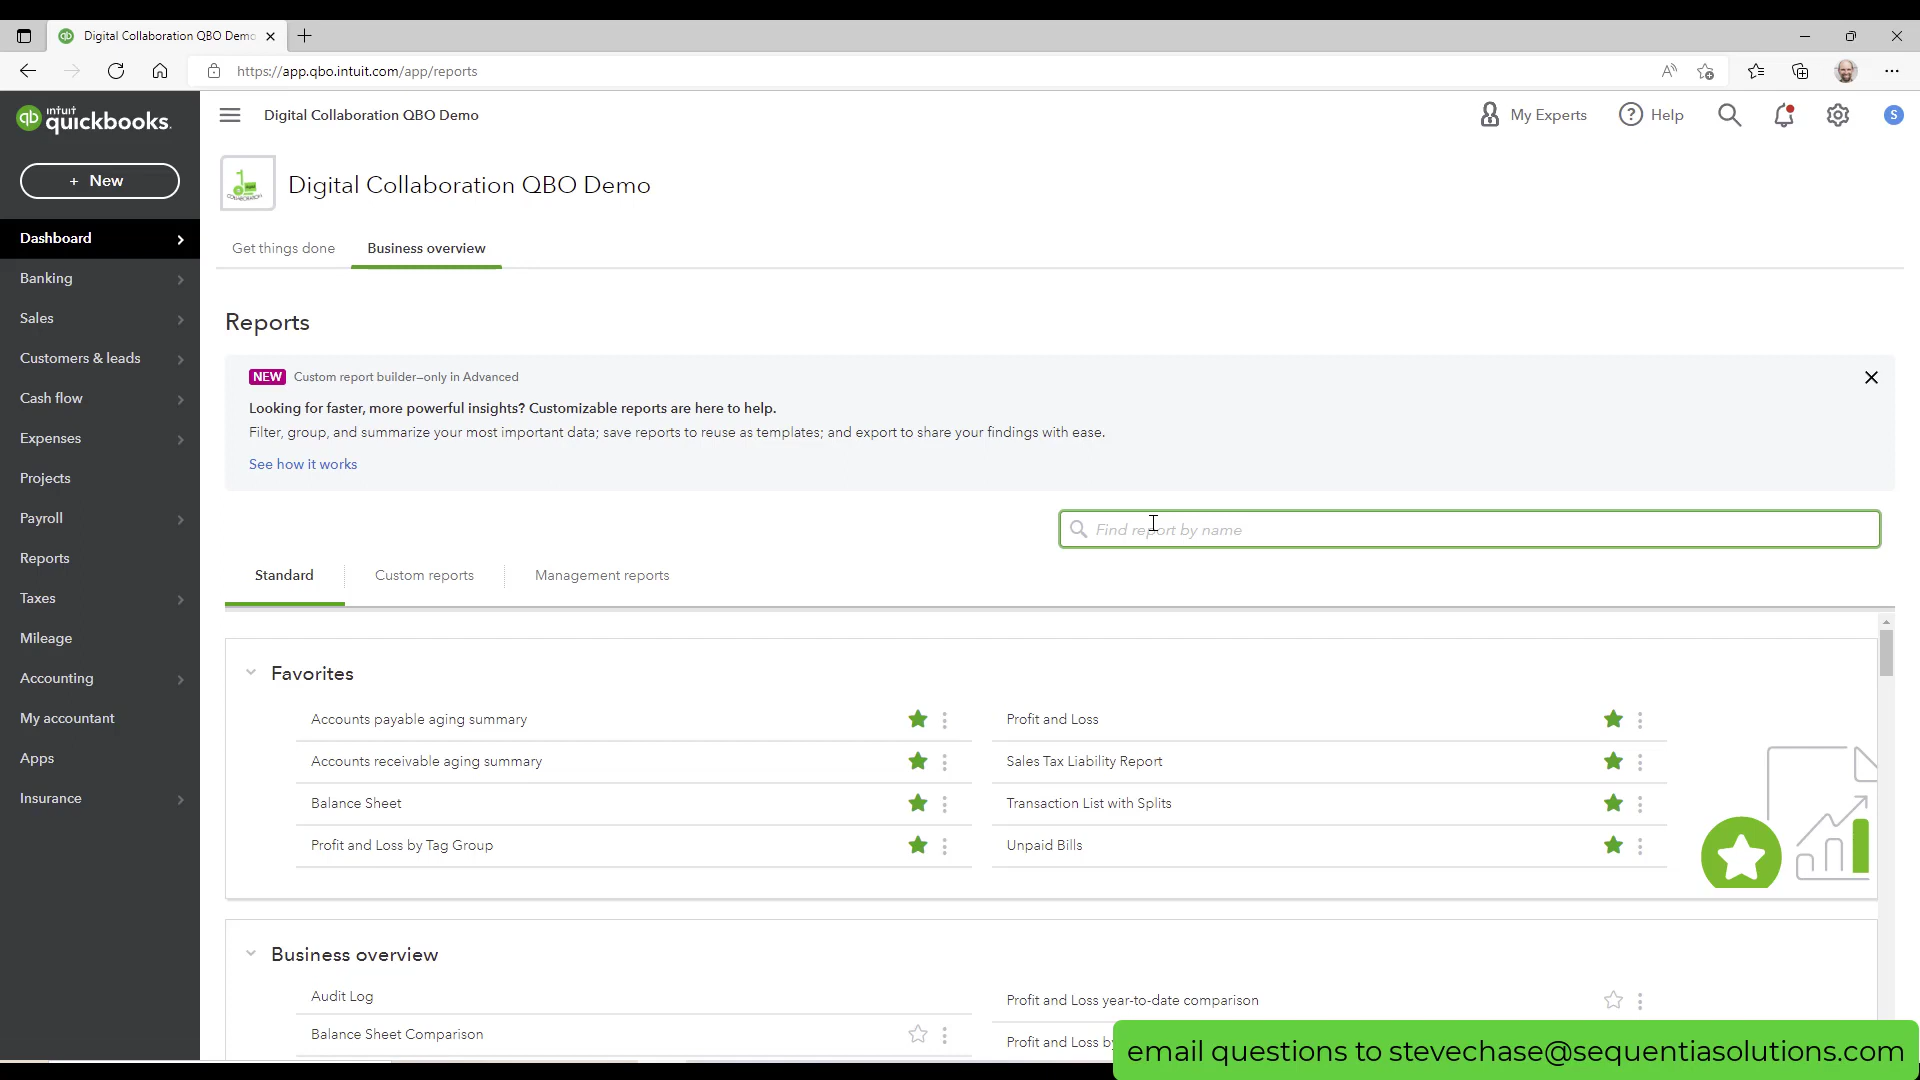 Digital Collaboration QBO Demo
https://app.qbo.intuit.com/app/reports
intuit
quickbooks.
Digital Collaboration QBO Demo
My Experts
Help
S
+ New
Digital Collaboration QBO Demo
Get things done
Business overview
Dashboard
Banking
Sales
Customers & leads
Cash flow
Expenses
Projects
Payroll
Reports
Taxes
Mileage
Accounting
My accountant
Apps
Insurance
Reports
NEW Custom report builder–only in Advanced
Looking for faster, more powerful insights? Customizable reports are here to help.
Filter, group, and summarize your most important data; save reports to reuse as templates; and export to share your findings with ease.
See how it works
Find report by name
Standard
Custom reports
Management reports
Favorites
Accounts payable aging summary
Accounts receivable aging summary
Balance Sheet
Profit and Loss by Tag Group
Profit and Loss
Sales Tax Liability Report
Transaction List with Splits
Unpaid Bills
Business overview
Audit Log
Balance Sheet Comparison
Profit and Loss year-to-date comparison
Profit and Loss
email questions to stevechase@sequentiasolutions.com